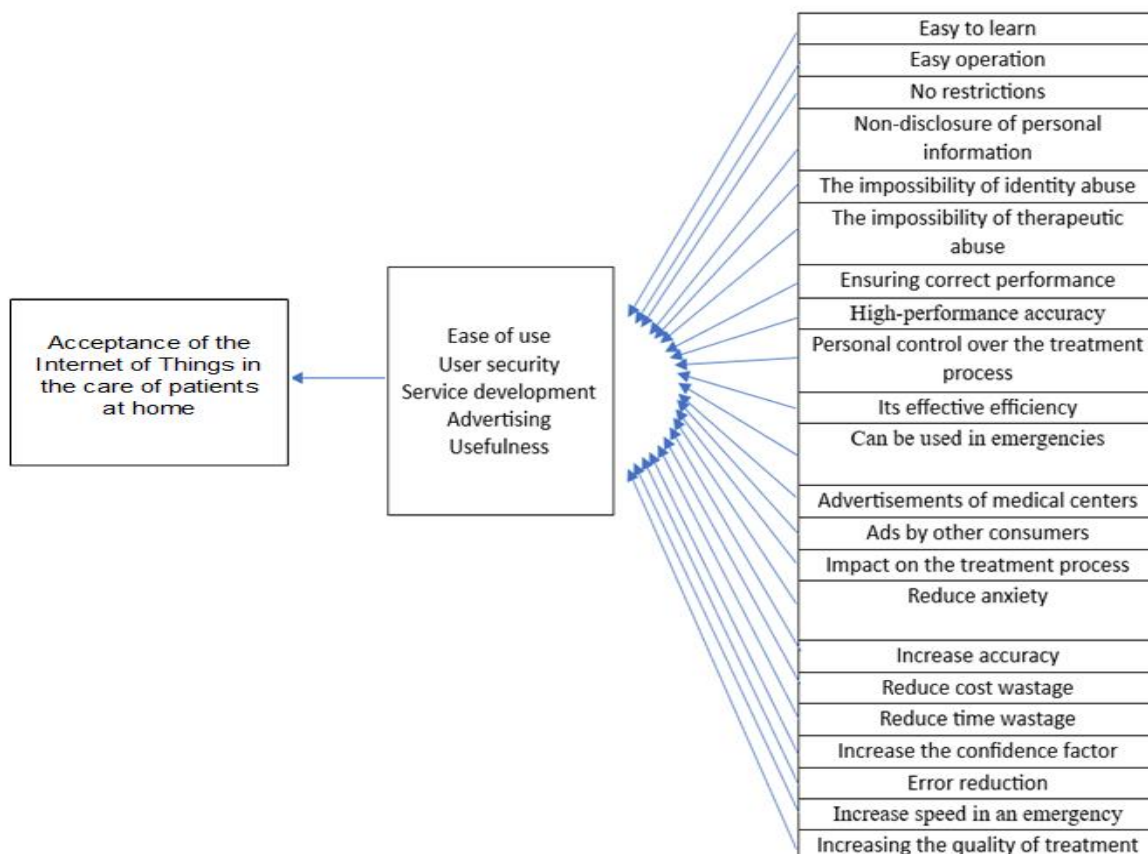 Acceptance of the
Internet of Things in
the care of patients
at home
Ease of use
User security
Service development
Advertising
Usefulness
Easy to learn
Easy operation
No restrictions
Non-disclosure of personal
information
The impossibility of identity abuse
The impossibility of therapeutic
abuse
Ensuring correct performance
High-performance accuracy
Personal control over the treatment
process
Its effective efficiency
Can be used in emergencies
Advertisements of medical centers
Ads by other consumers
Impact on the treatment process
Reduce anxiety
Increase accuracy
Reduce cost wastage
Reduce time wastage
Increase the confidence factor
Error reduction
Increase speed in an emergency
Increasing the quality of treatment